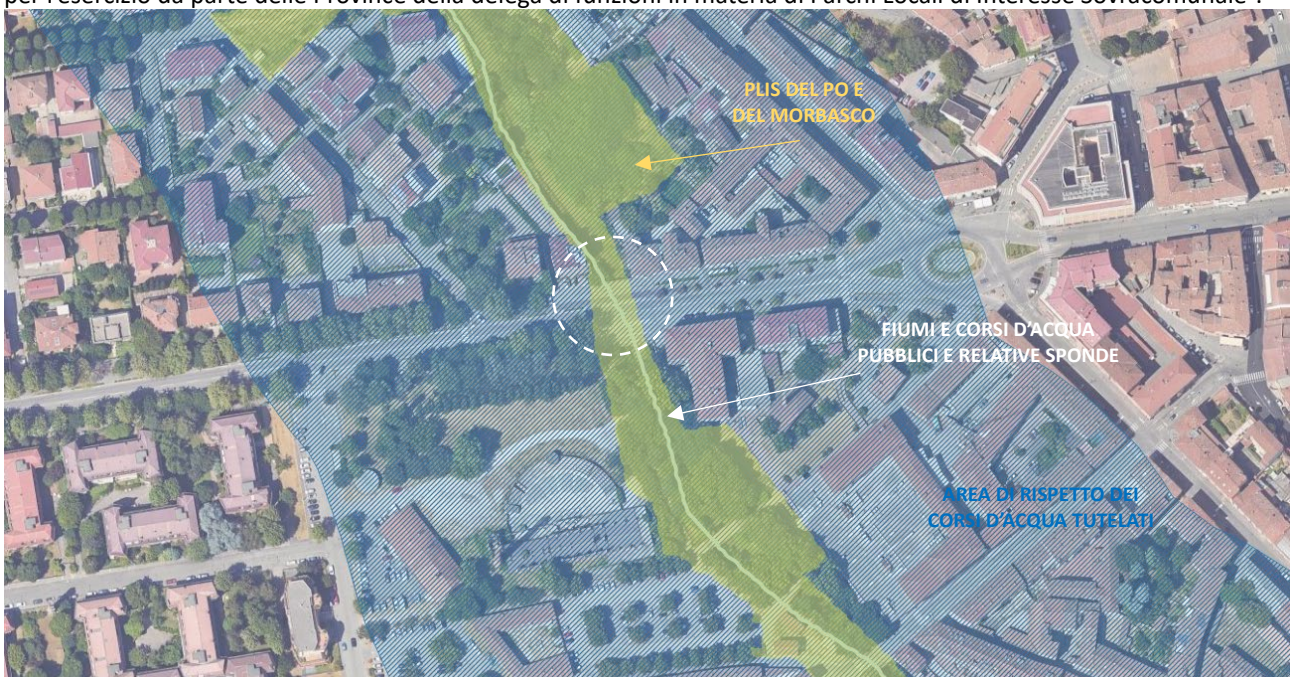 per l'esercizio da parte delle Province della delega di funzioni in materia di Parchi Locali di Interesse Sovracomunale".
PLIS DEL PO E
DEL MORBASCO
FIUMI E CORSI D'ACQUA
PUBBLICI E RELATIVE SPONDE
AREA DI RISPETTO DEI
CORSI D'ACQUA TUTELATI